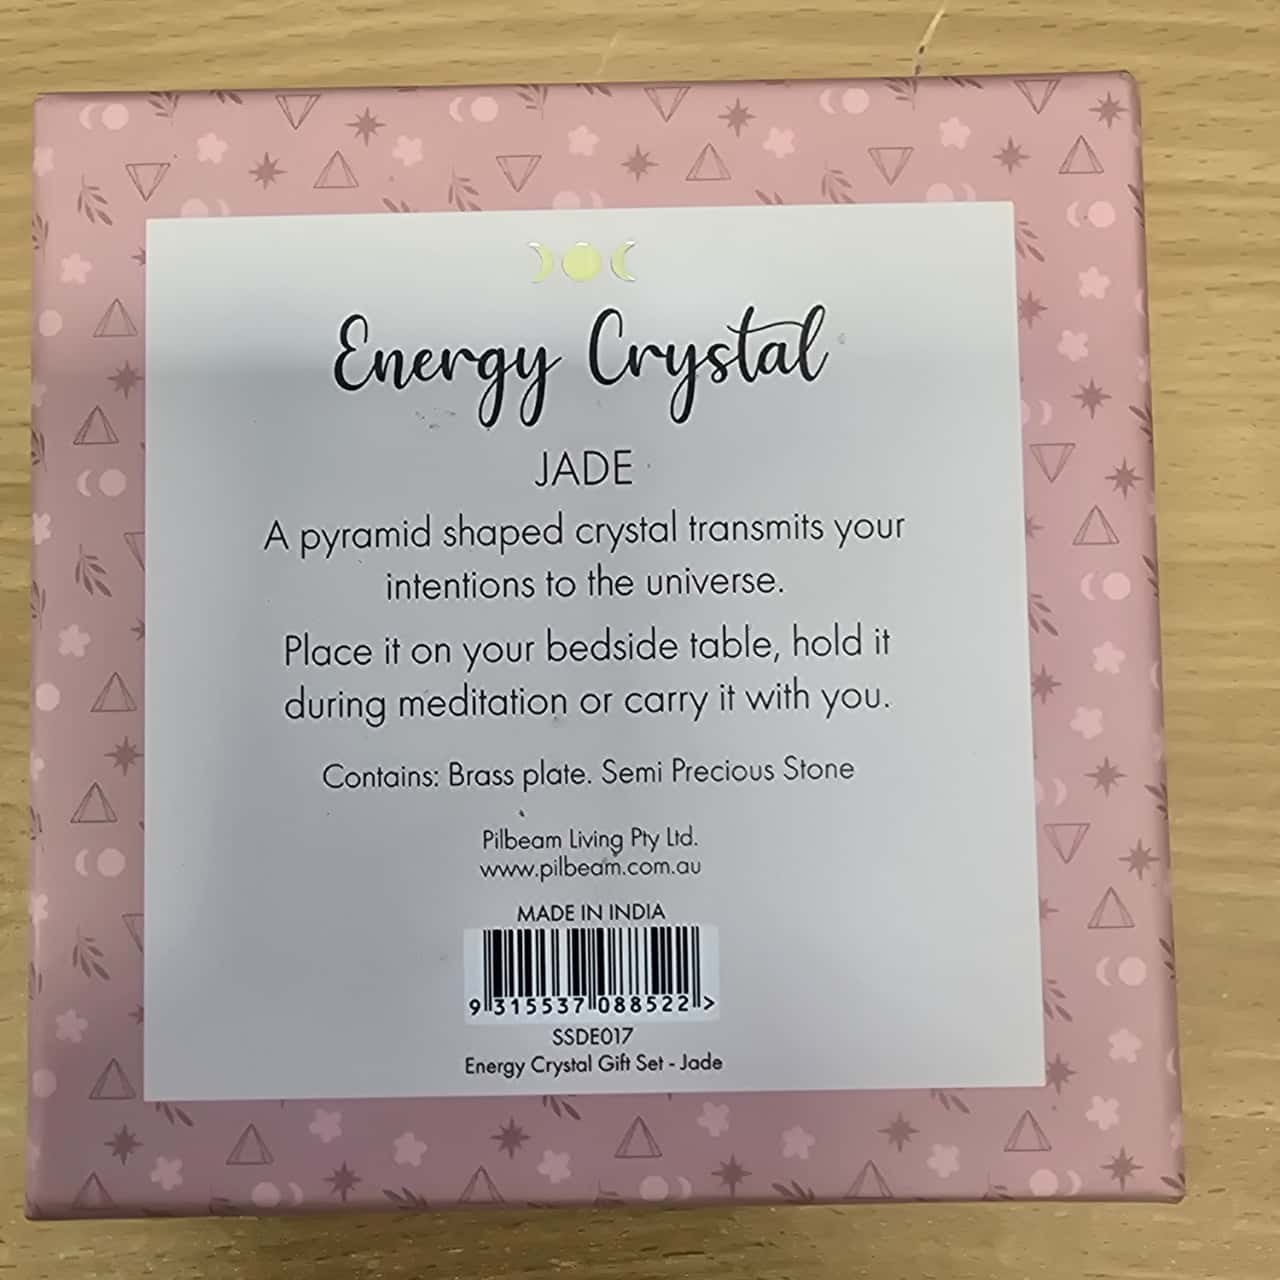 Energy Crystal
JADE
A pyramid shaped crystal transmits your
intentions to the universe.
Place it on your bedside table, hold it
during meditation or carry it with you.
Contains: Brass plate. Semi Precious Stone
Pilbeam Living Pty Ltd.
www.pilbeam.com.au
MADE IN INDIA
9 315537 088522 >
SSDE017
Energy Crystal Gift Set - Jade